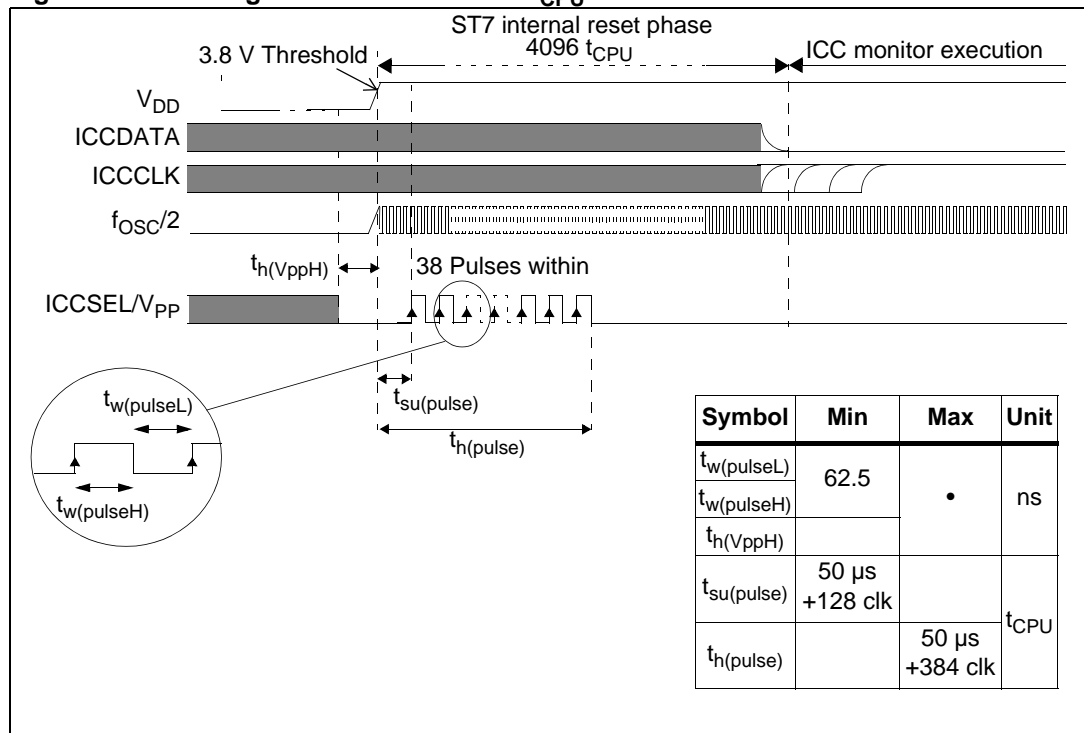 ST7 internal reset phase
4096 tCPU
ICC monitor execution
3.8 V Threshold
VDD
ICCDATA
ICCCLK
fOSC/2
th(VppH)
38 Pulses within
ICCSEL/VPP
tsu(pulse)
th(pulse)
tw(pulseL)
tw(pulseH)
Symbol Min Max Unit
tw(pulseL) 62.5 • ns
tw(pulseH)
th(VppH)
tsu(pulse) 50 µs +128 clk tCPU
th(pulse) 50 µs +384 clk